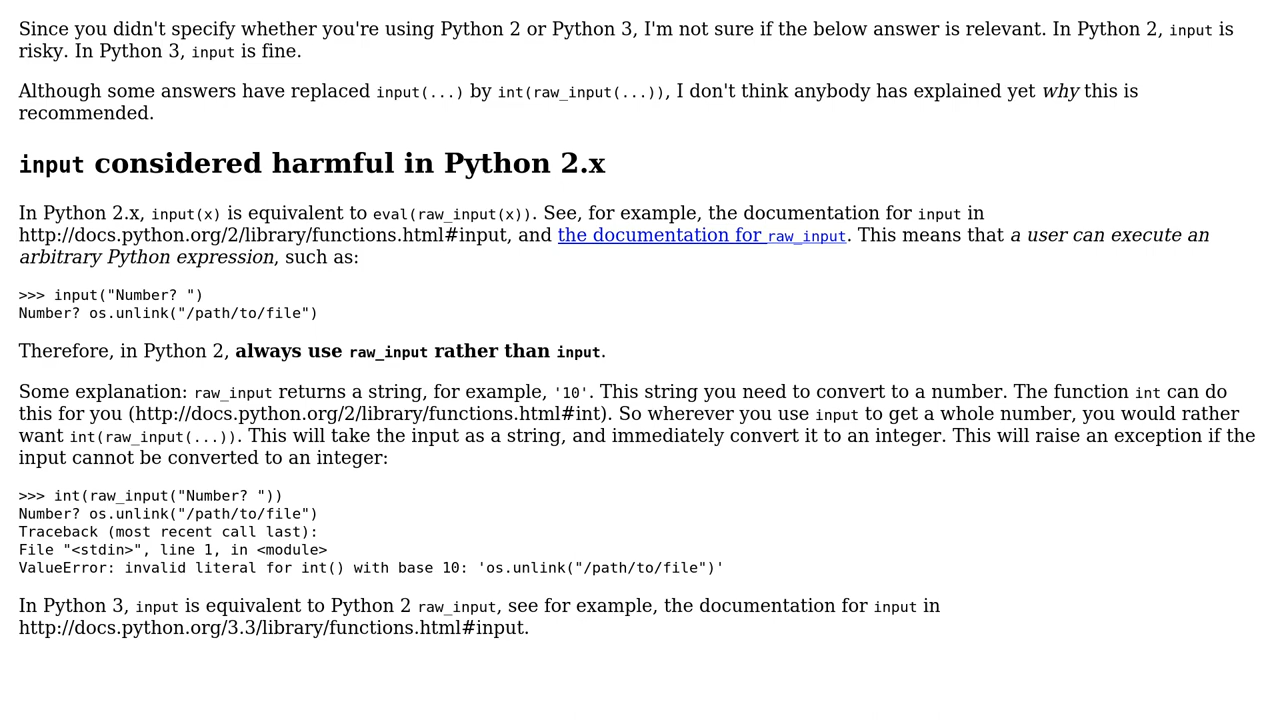 Since you didn't specify whether you're using Python 2 or Python 3, I'm not sure if the below answer is relevant. In Python 2, input is
risky. In Python 3, input is fine.
Although some answers have replaced input(...) by int(raw_input(...)), I don't think anybody has explained yet why this is
recommended.
input considered harmful in Python 2.x
In Python 2.x, input(x) is equivalent to eval(raw_input(x)). See, for example, the documentation for input in
http://docs.python.org/2/library/functions.html#input, and the documentation for raw_input. This means that a user can execute an
arbitrary Python expression, such as:
>>> input("Number? ")
Number? os.unlink("/path/to/file")
Therefore, in Python 2, always use raw_input rather than input.
Some explanation: raw_input returns a string, for example, '10'. This string you need to convert to a number. The function int can do
this for you (http://docs.python.org/2/library/functions.html#int). So wherever you use input to get a whole number, you would rather
want int(raw_input(...)). This will take the input as a string, and immediately convert it to an integer. This will raise an exception if the
input cannot be converted to an integer:
>>> int(raw_input("Number? "))
Number? os.unlink("/path/to/file")
Traceback (most recent call last):
File "<stdin>", line 1, in <module>
ValueError: invalid literal for int() with base 10: 'os.unlink("/path/to/file")'
In Python 3, input is equivalent to Python 2 raw_input, see for example, the documentation for input in
http://docs.python.org/3.3/library/functions.html#input.